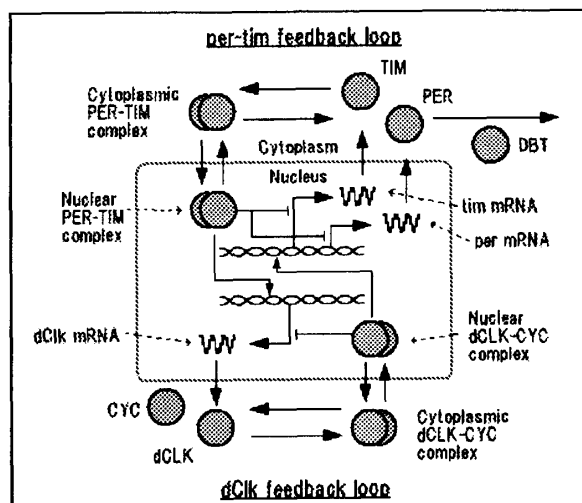 per-tim feedback loop
TIM
Cytoplasmic
PER-TIM
complex
PER
DBT
Cytoplasm
Nucleus
Nuclear
PER-TIM
complex
tim mRNA
per mRNA
dClk mRNA
Nuclear
dCLK-CYC
complex
CYC
dCLK
Cytoplasmic
dCLK-CYC
complex
dClk feedback loop